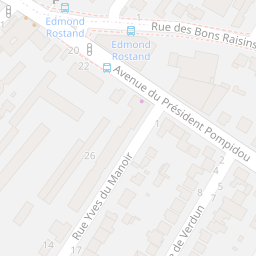 Edmond
Rostand
Rue des Bons Raisins
20
Edmond
Rostand
22
Avenue du Président Pompidou
1
2
26
Rue Yves du Manoir
5
4
8
e de Verdun
14
17